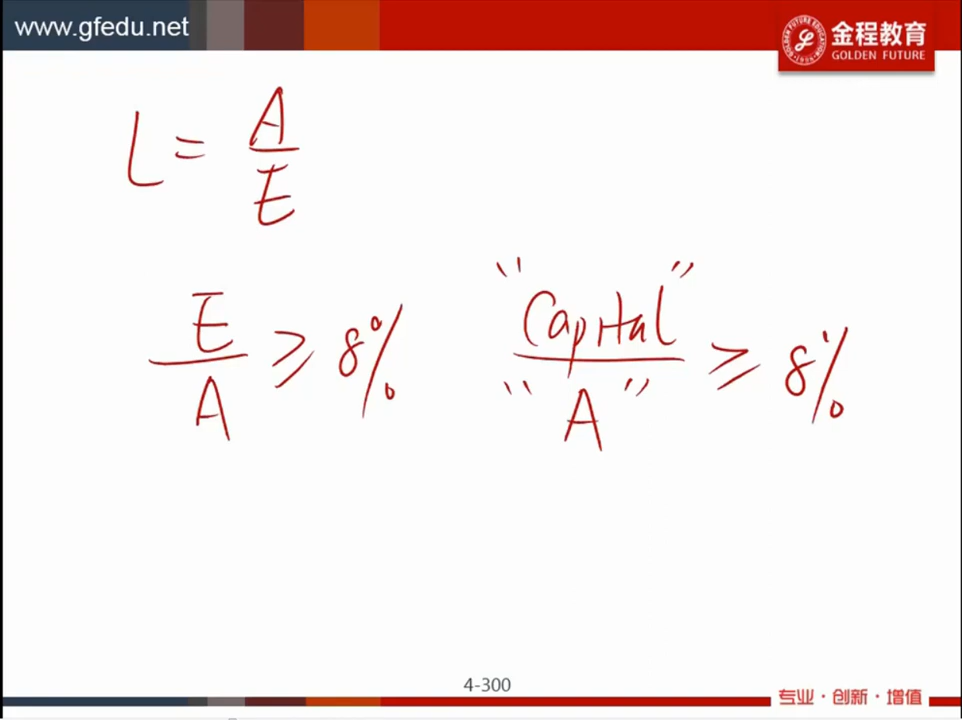 www.gfedu.net
金程教育
GOLDEN FUTURE
L = A/E
E/A ≥ 8%
"Capital"/"A" ≥ 8%
4-300
专业·创新·增值